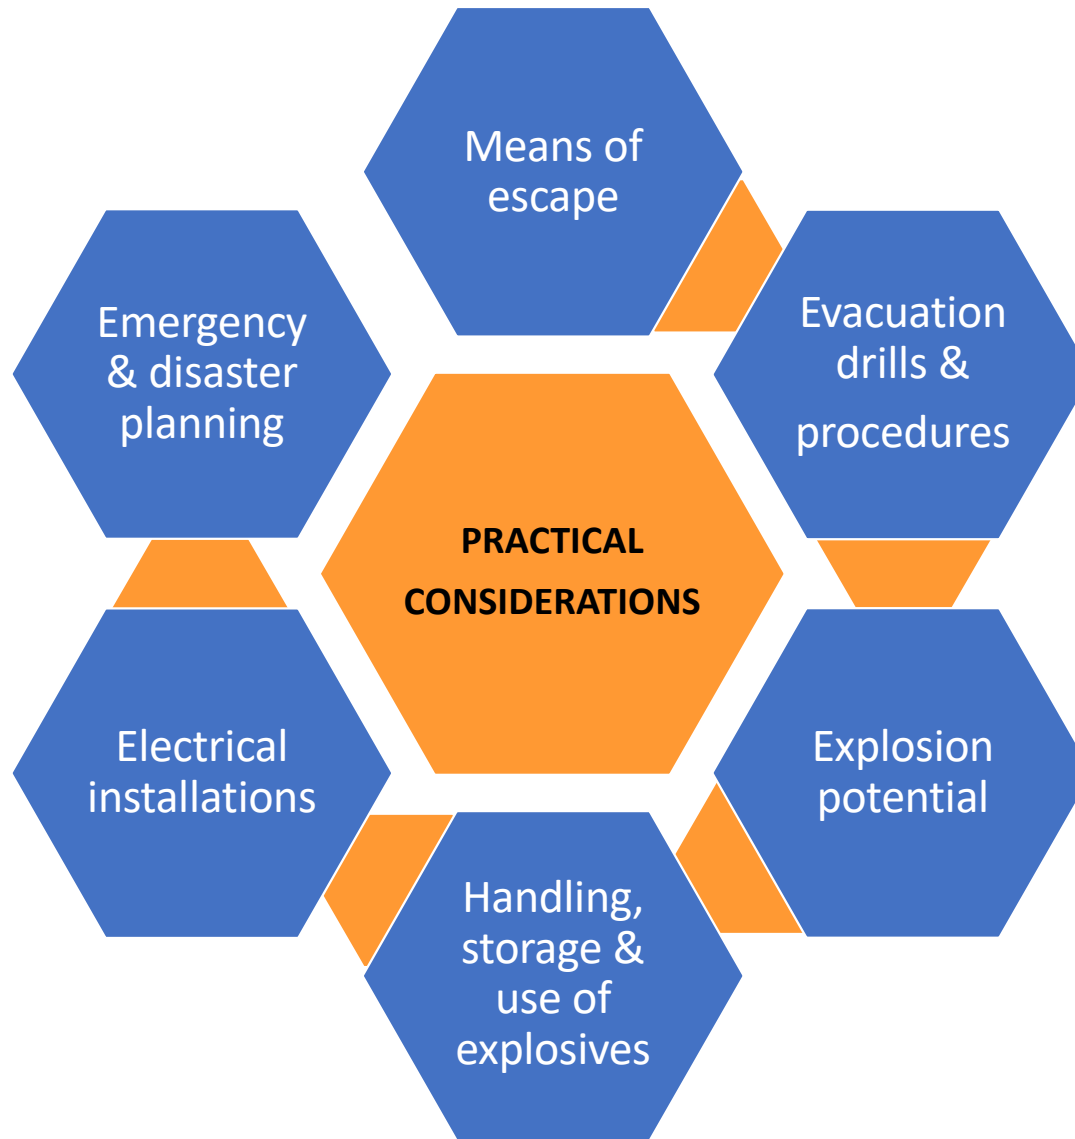 Means of
escape
Evacuation
drills &
procedures
Explosion
potential
Handling,
storage &
use of
explosives
Electrical
installations
Emergency
& disaster
planning
PRACTICAL
CONSIDERATIONS